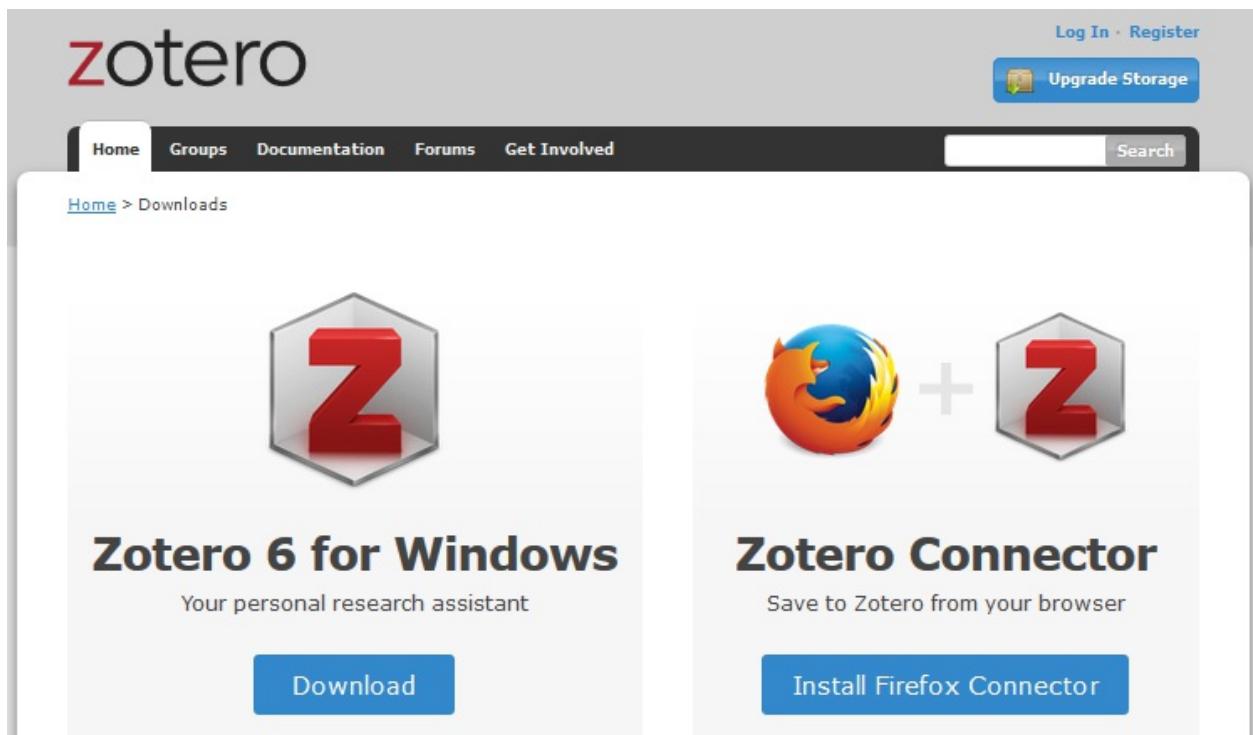 zotero
Log In · Register
Upgrade Storage
Home Groups Documentation Forums Get Involved Search
Home > Downloads
Z
Z
Zotero 6 for Windows
Your personal research assistant
Download
Zotero Connector
Save to Zotero from your browser
Install Firefox Connector